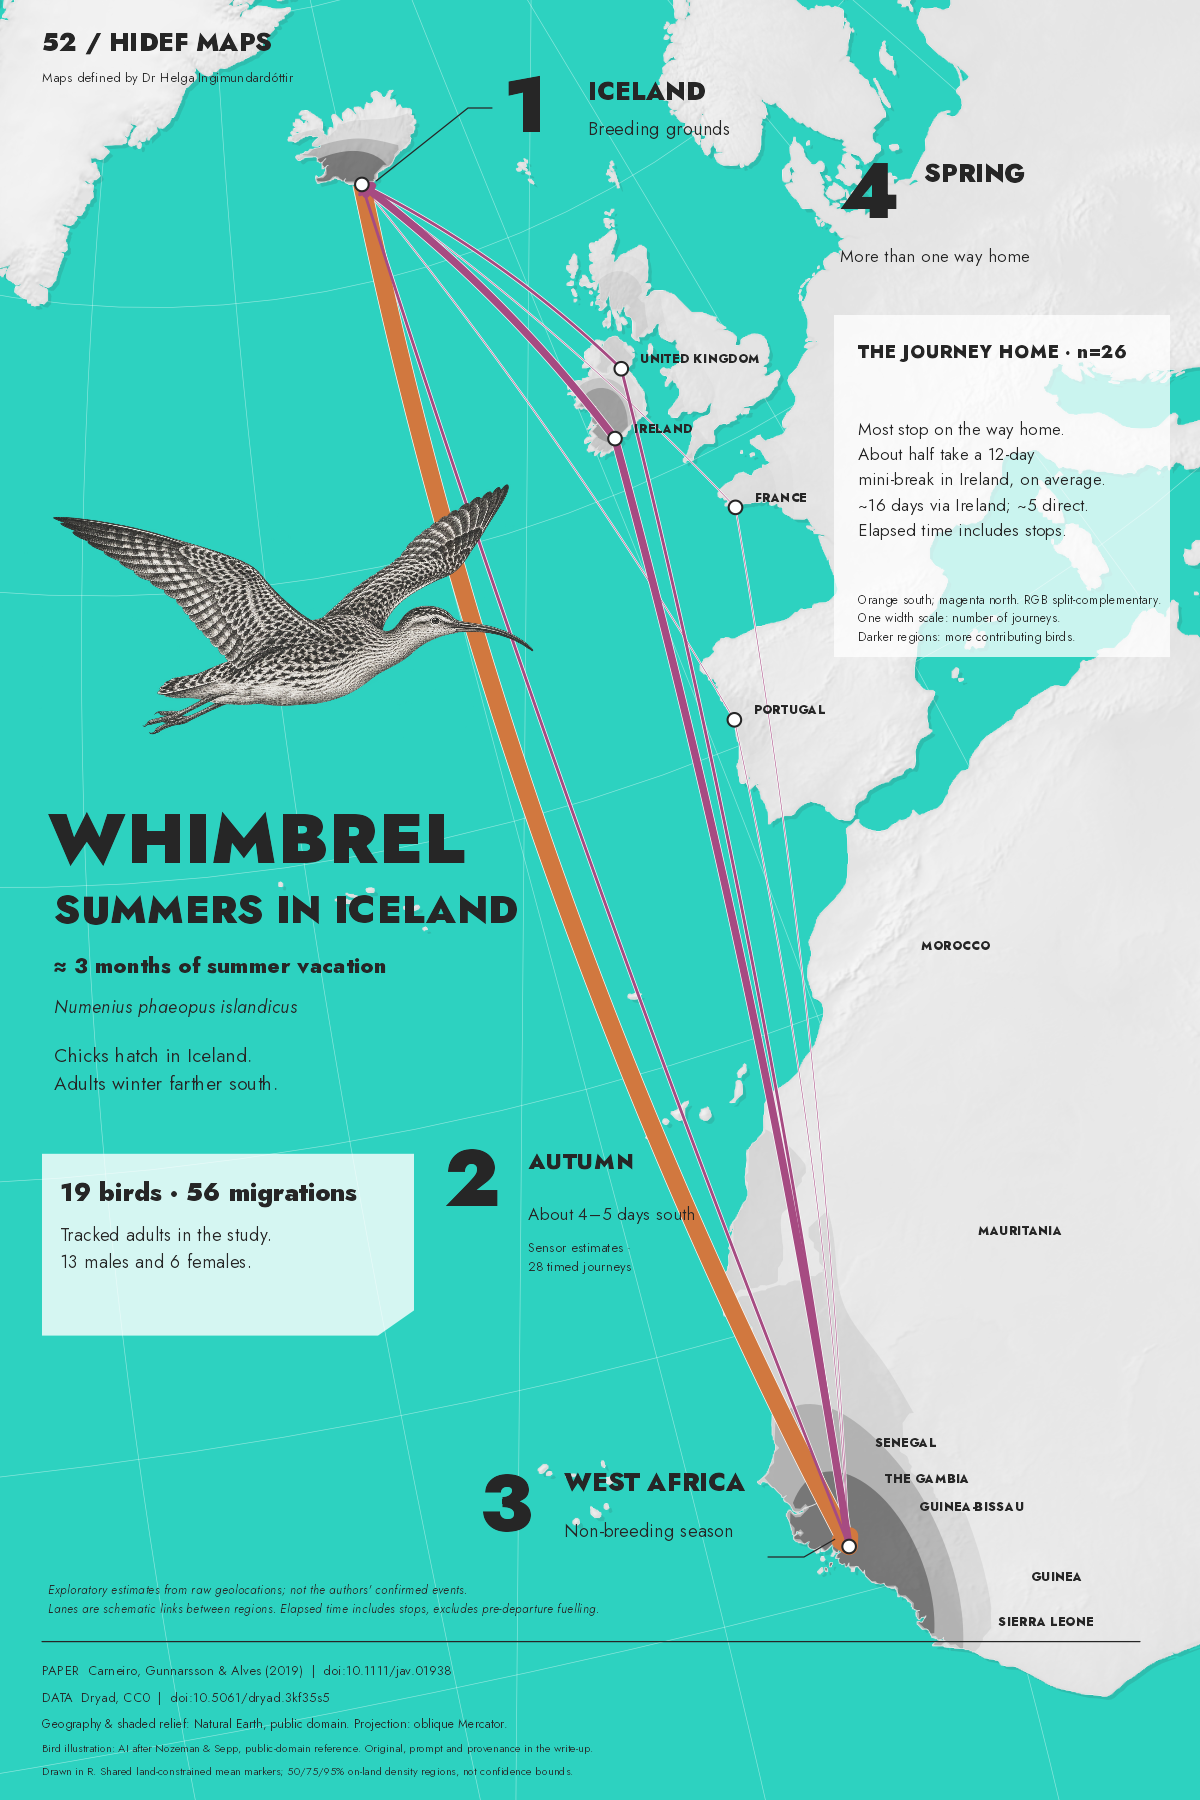 52 / HIDEF MAPS
Maps defined by Dr Helga Ingimundardóttir
1
ICELAND
Breeding grounds
4
SPRING
More than one way home
THE JOURNEY HOME · n=26
Most stop on the way home.
About half take a 12-day
mini-break in Ireland, on average.
~16 days via Ireland; ~5 direct.
Elapsed time includes stops.
Orange south; magenta north. RGB split-complementary.
One width scale: number of journeys.
Darker regions: more contributing birds.
UNITED KINGDOM
IRELAND
FRANCE
PORTUGAL
WHIMBREL
SUMMERS IN ICELAND
≈ 3 months of summer vacation
Numenius phaeopus islandicus
Chicks hatch in Iceland.
Adults winter farther south.
MOROCCO
19 birds · 56 migrations
Tracked adults in the study.
13 males and 6 females.
2
AUTUMN
About 4–5 days south
Sensor estimates ·
28 timed journeys
MAURITANIA
3
WEST AFRICA
Non-breeding season
SENEGAL
THE GAMBIA
GUINEA-BISSAU
GUINEA
SIERRA LEONE
Exploratory estimates from raw geolocations; not the authors' confirmed events.
Lanes are schematic links between regions. Elapsed time includes stops, excludes pre-departure fuelling.
PAPER Carneiro, Gunnarsson & Alves (2019) | doi:10.1111/jav.01938
DATA Dryad, CC0 | doi:10.5061/dryad.3kf35s5
Geography & shaded relief: Natural Earth, public domain. Projection: oblique Mercator.
Bird illustration: AI after Nozeman & Sepp, public-domain reference. Original, prompt and provenance in the write-up.
Drawn in R. Shared land-constrained mean markers; 50/75/95% on-land density regions, not confidence bounds.